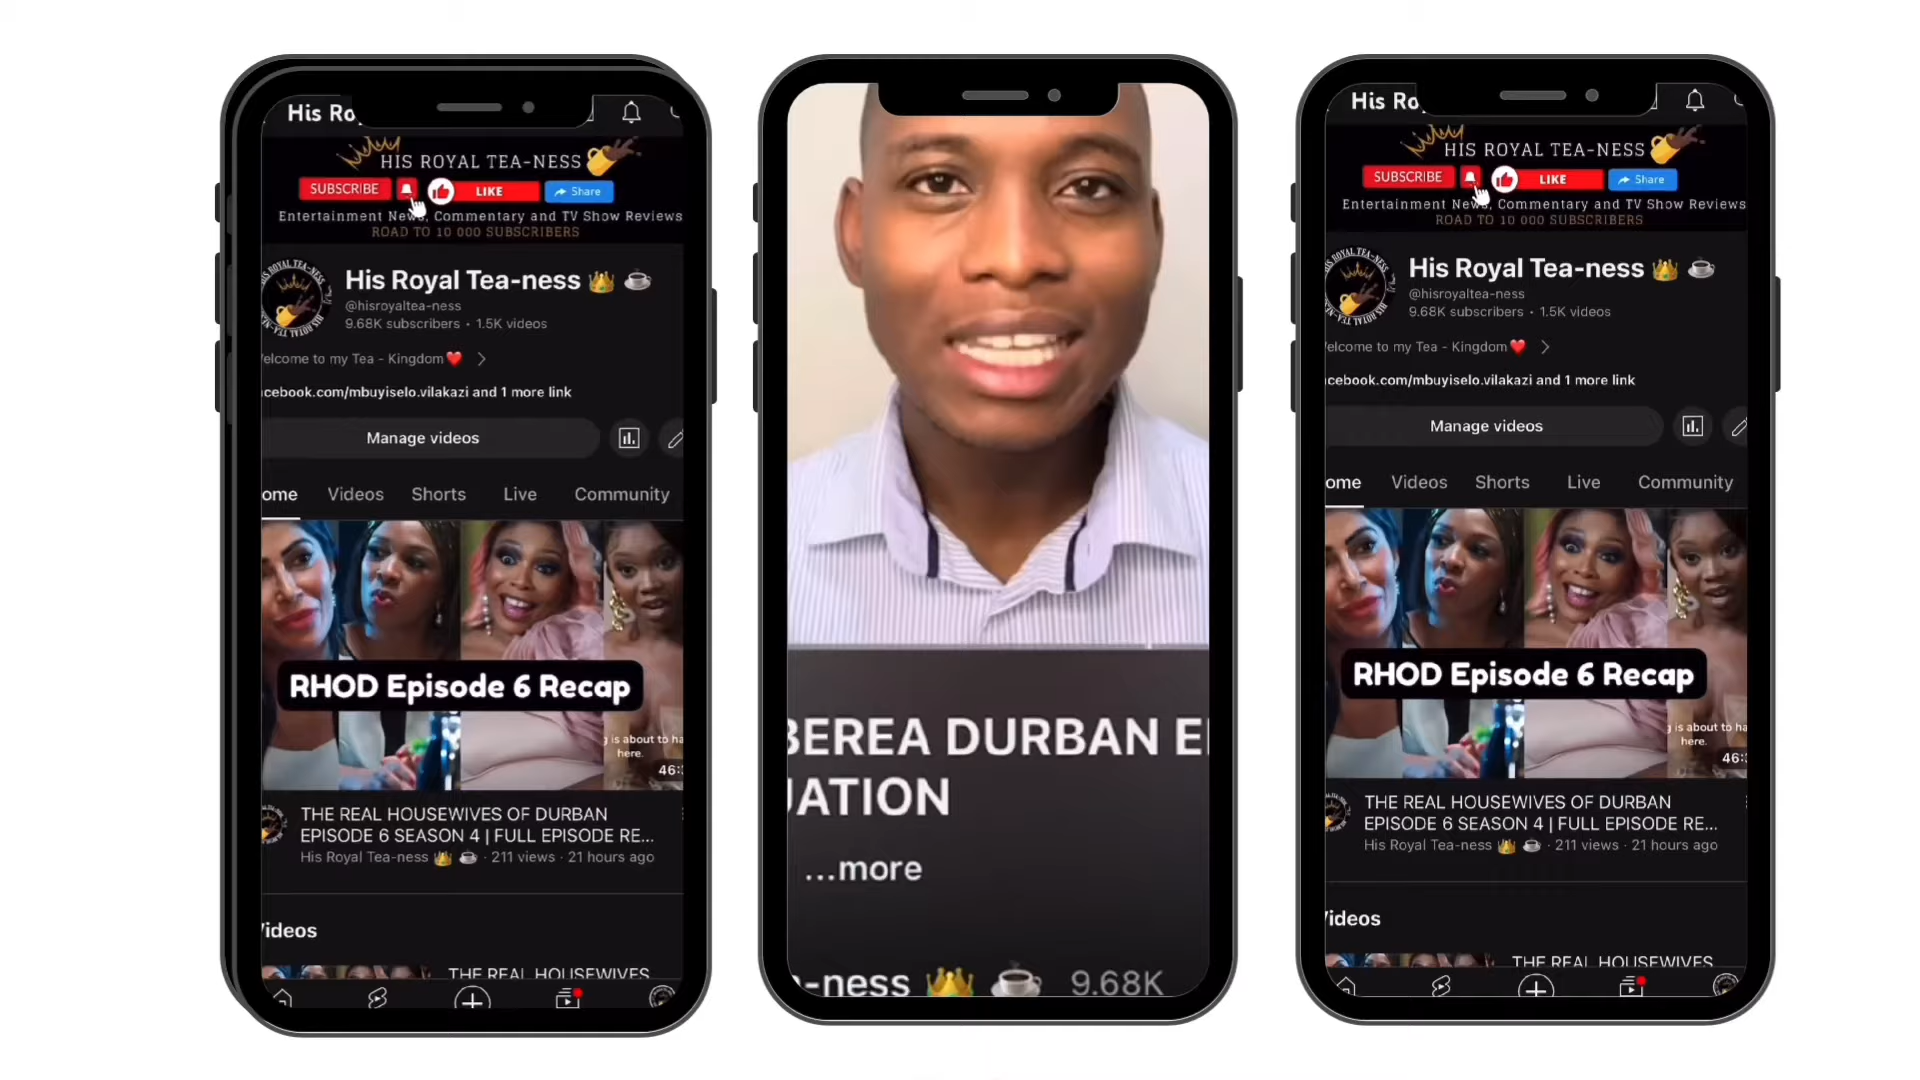 His Ro
HIS ROYAL TEA-NESS
SUBSCRIBE
LIKE
Share
Entertainment News, Commentary and TV Show Reviews
ROAD TO 10 000 SUBSCRIBERS
His Royal Tea-ness 👑 ☕
@hisroyaltea-ness
9.68K subscribers • 1.5K videos
elcome to my Tea - Kingdom❤️ >
cebook.com/mbuyiselo.vilakazi and 1 more link
Manage videos
ome Videos Shorts Live Community
RHOD Episode 6 Recap
g is about to ha
here.
46:
THE REAL HOUSEWIVES OF DURBAN
EPISODE 6 SEASON 4 | FULL EPISODE RE...
His Royal Tea-ness 👑 ☕ · 211 views · 21 hours ago
ideos
THE REAL HOUSEWIVES
BEREA DURBAN E
UATION
...more
-ness 👑 ☕ 9.68K
His Ro
HIS ROYAL TEA-NESS
SUBSCRIBE
LIKE
Share
Entertainment News, Commentary and TV Show Reviews
ROAD TO 10 000 SUBSCRIBERS
His Royal Tea-ness 👑 ☕
@hisroyaltea-ness
9.68K subscribers • 1.5K videos
elcome to my Tea - Kingdom❤️ >
cebook.com/mbuyiselo.vilakazi and 1 more link
Manage videos
ome Videos Shorts Live Community
RHOD Episode 6 Recap
g is about to ha
here.
46:
THE REAL HOUSEWIVES OF DURBAN
EPISODE 6 SEASON 4 | FULL EPISODE RE...
His Royal Tea-ness 👑 ☕ · 211 views · 21 hours ago
ideos
THE REAL HOUSEWIVES